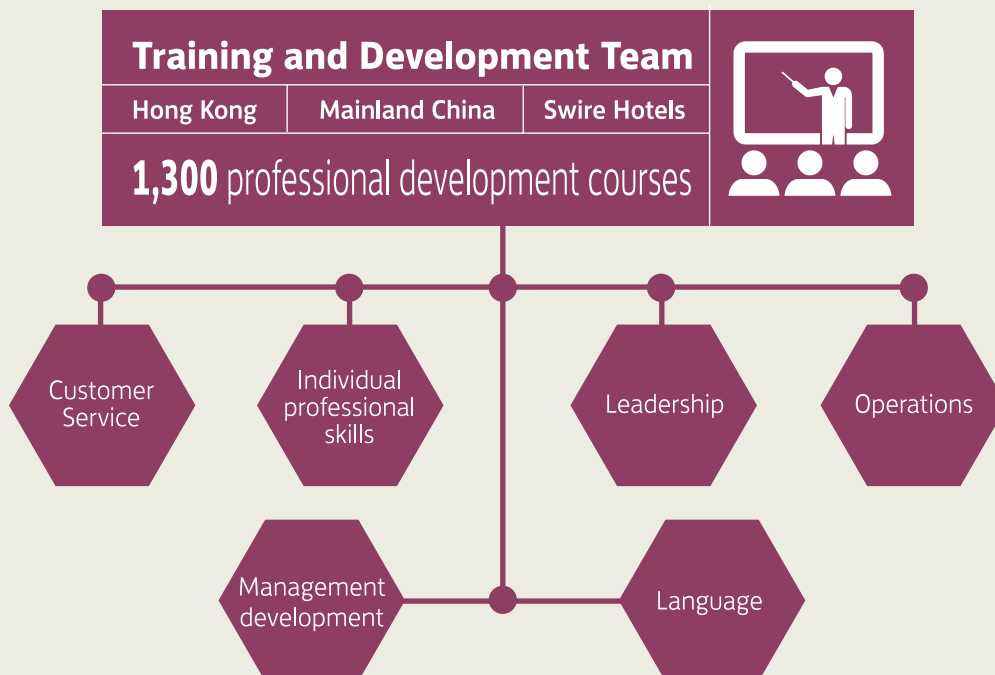 Training and Development Team
Hong Kong
Mainland China
Swire Hotels
1,300 professional development courses
Customer
Service
Individual
professional
skills
Leadership
Operations
Management
development
Language